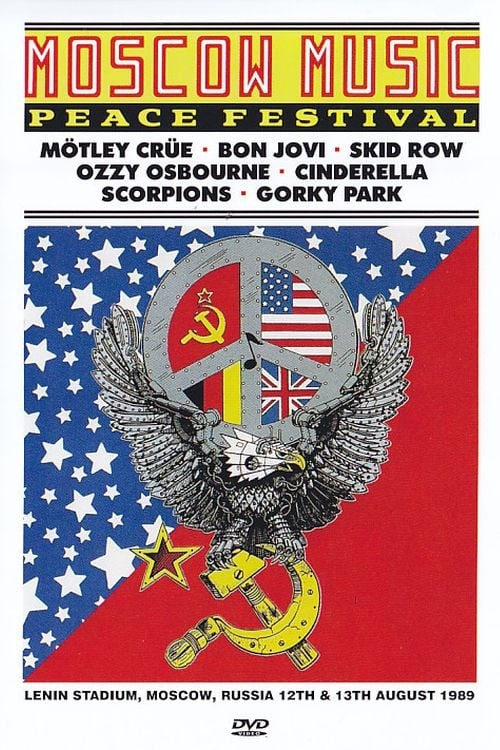 MOSCOW MUSIC
PEACE FESTIVAL
MÖTLEY CRÜE · BON JOVI · SKID ROW
OZZY OSBOURNE · CINDERELLA
SCORPIONS · GORKY PARK
LENIN STADIUM, MOSCOW, RUSSIA 12TH & 13TH AUGUST 1989
DVD
VIDEO